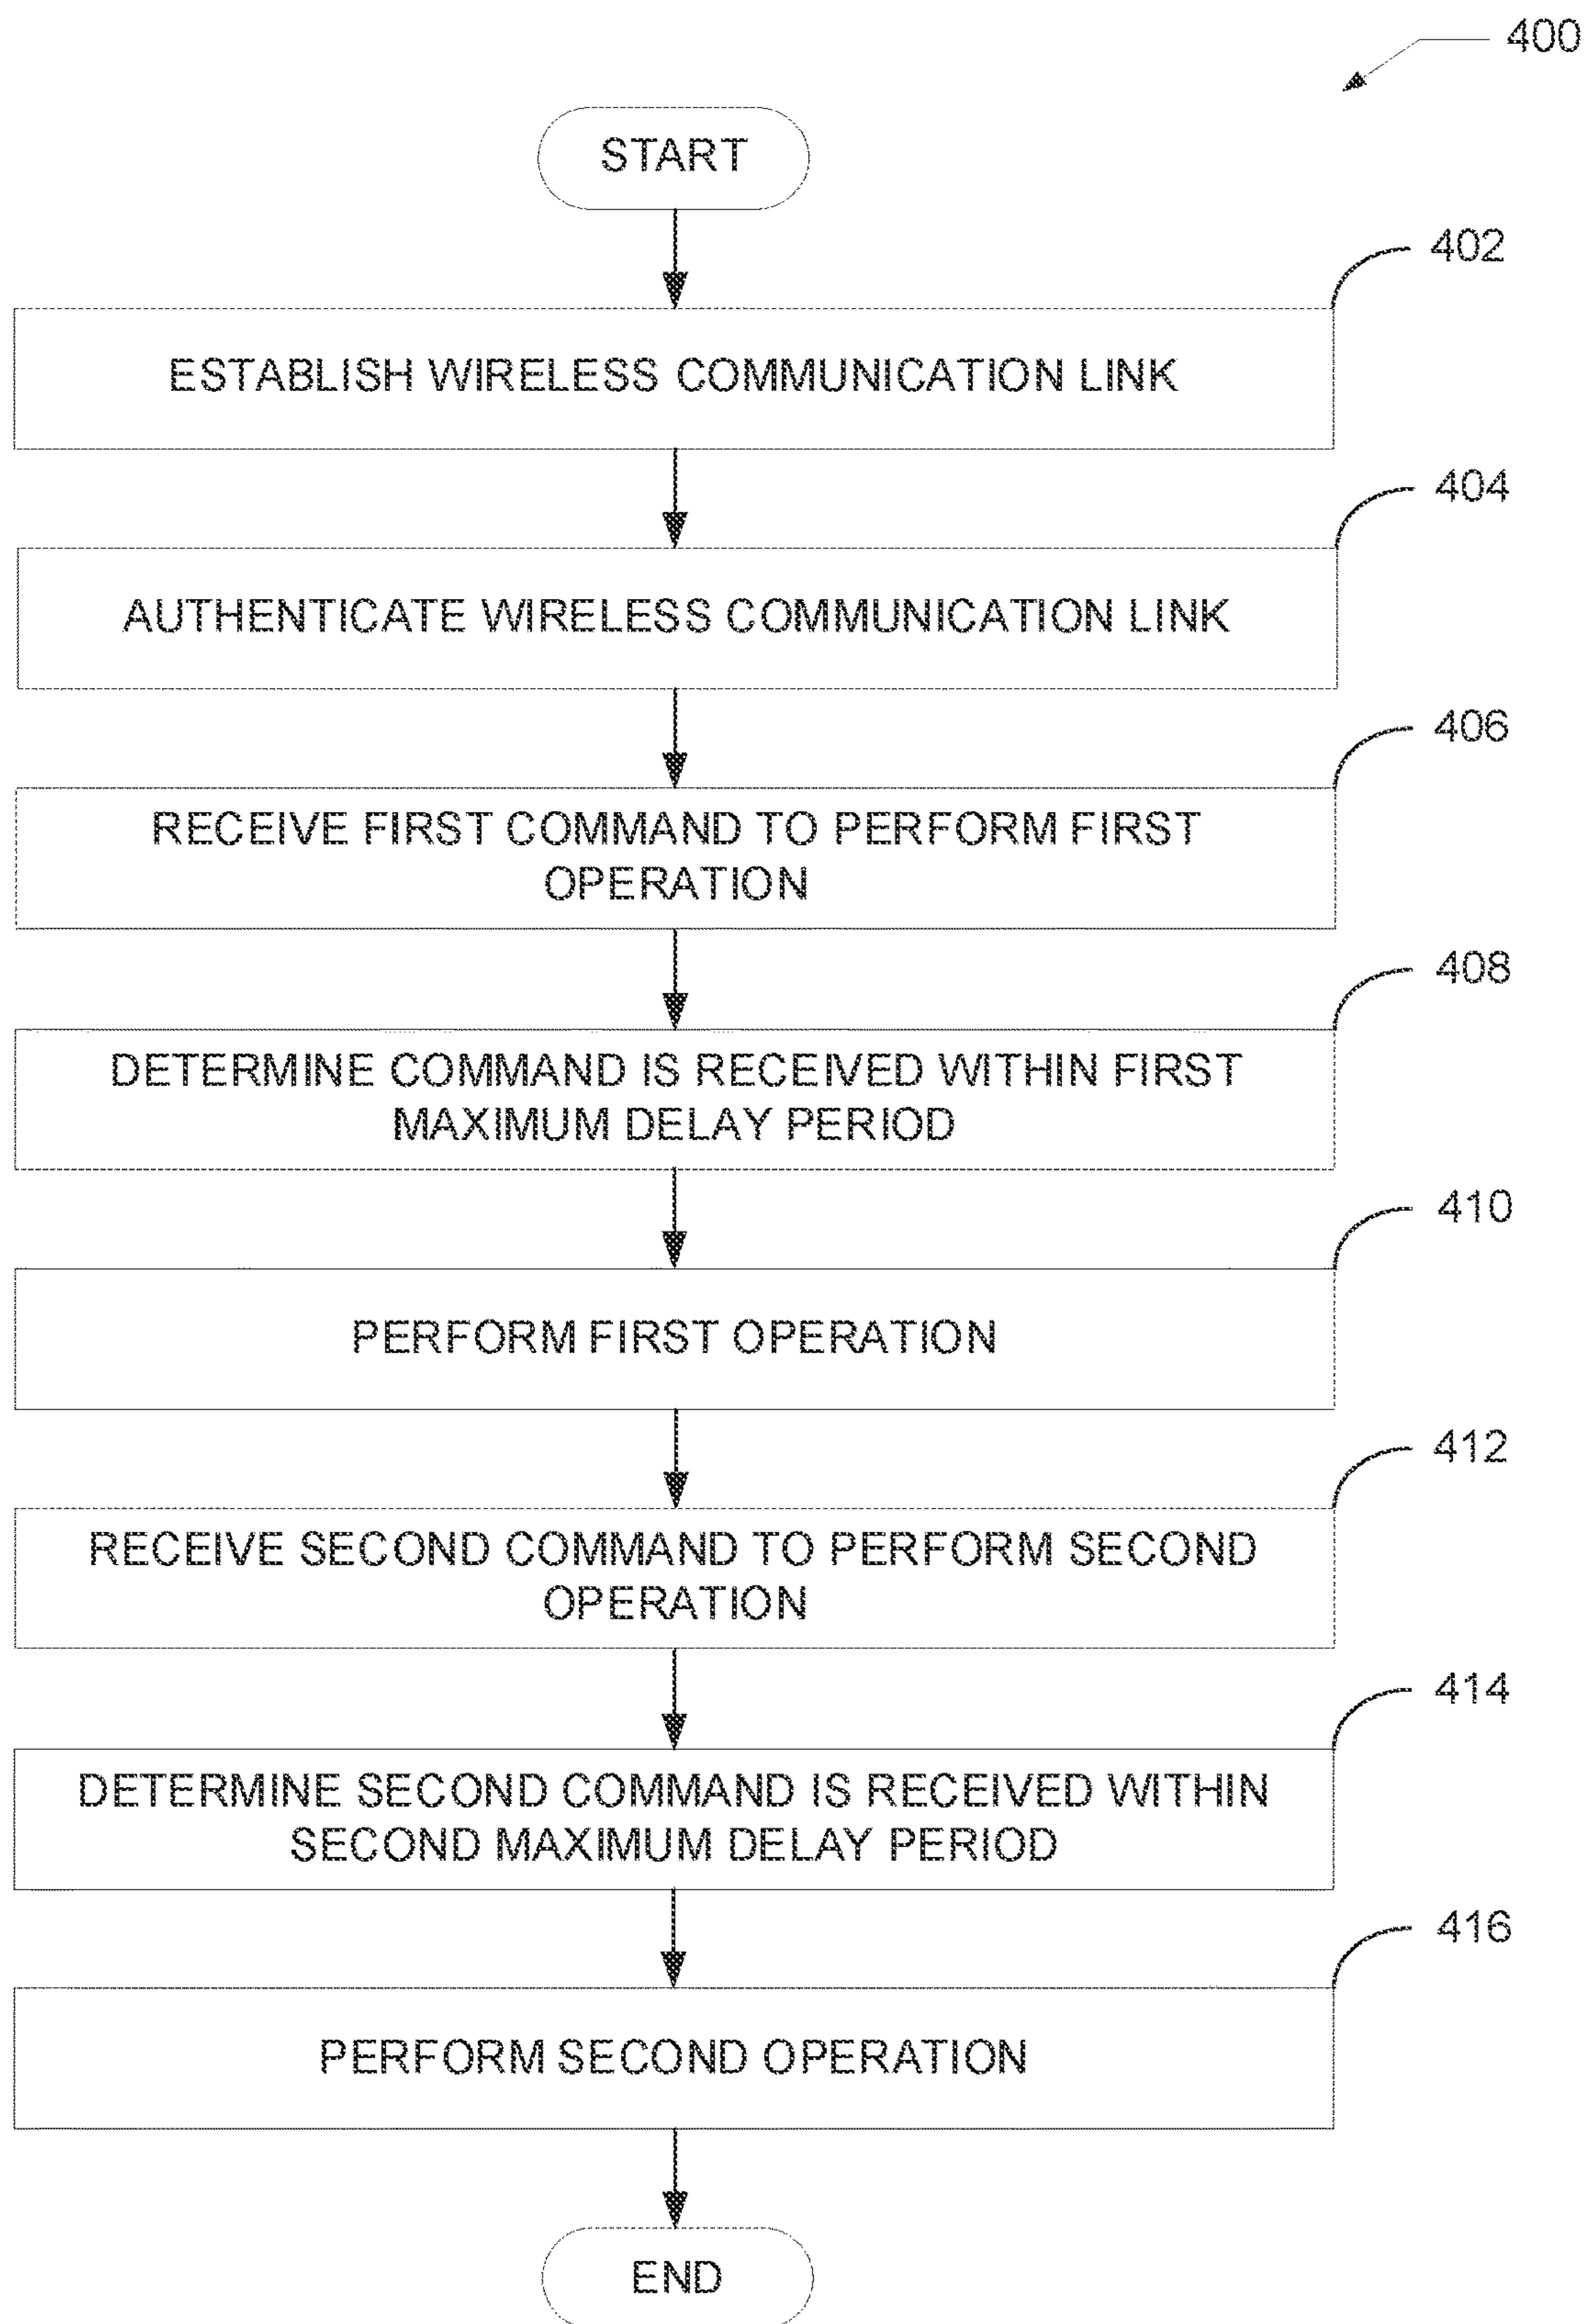 400
START
402
ESTABLISH WIRELESS COMMUNICATION LINK
404
AUTHENTICATE WIRELESS COMMUNICATION LINK
406
RECEIVE FIRST COMMAND TO PERFORM FIRST
OPERATION
408
DETERMINE COMMAND IS RECEIVED WITHIN FIRST
MAXIMUM DELAY PERIOD
410
PERFORM FIRST OPERATION
412
RECEIVE SECOND COMMAND TO PERFORM SECOND
OPERATION
414
DETERMINE SECOND COMMAND IS RECEIVED WITHIN
SECOND MAXIMUM DELAY PERIOD
416
PERFORM SECOND OPERATION
END